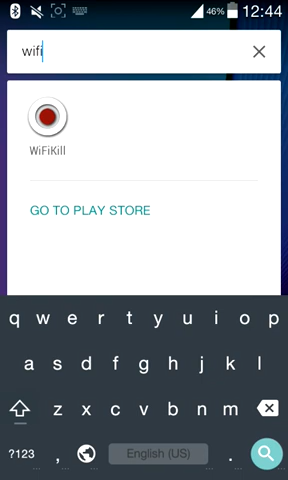 46% 12:44
wifi
WiFiKill
GO TO PLAY STORE
q w e r t y u i o p
a s d f g h j k l
z x c v b n m
?123 , English (US) .